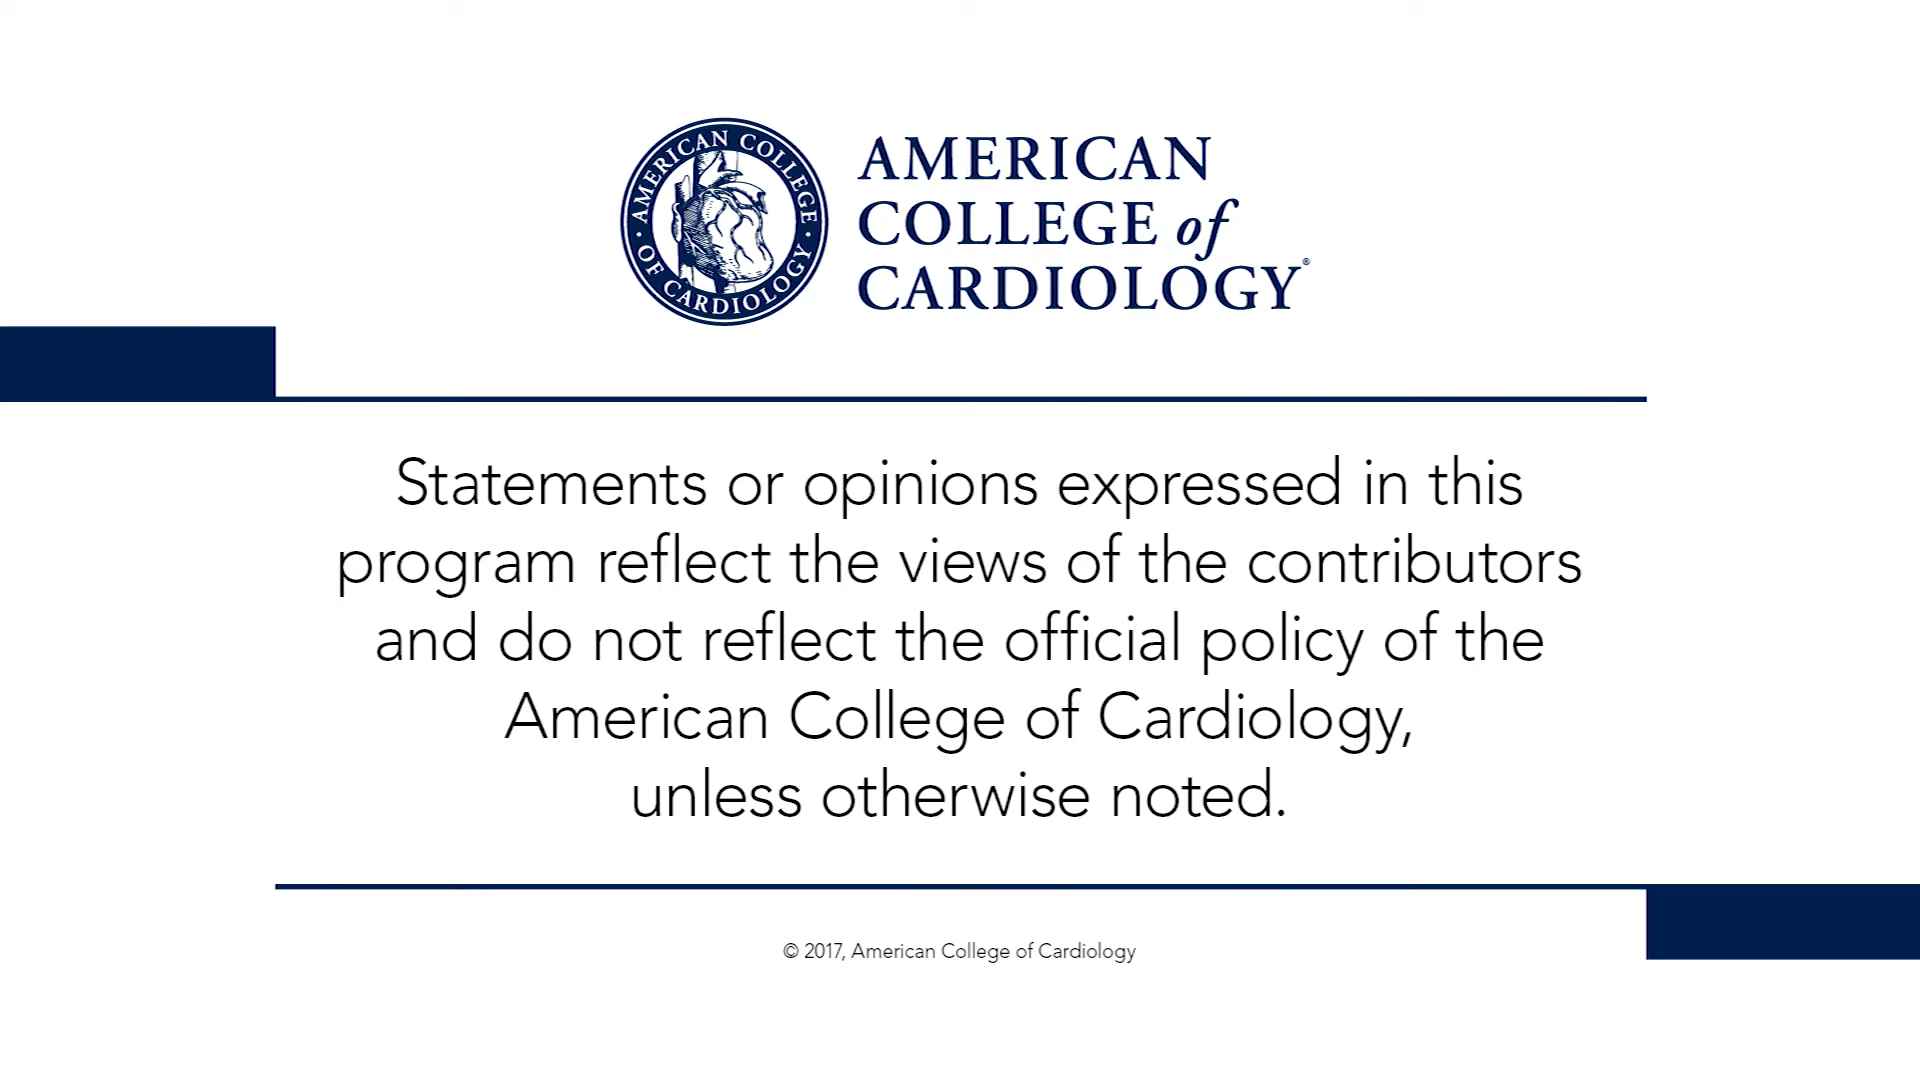 AMERICAN COLLEGE
OF CARDIOLOGY
AMERICAN
COLLEGE of
CARDIOLOGY®
Statements or opinions expressed in this
program reflect the views of the contributors
and do not reflect the official policy of the
American College of Cardiology,
unless otherwise noted.
© 2017, American College of Cardiology